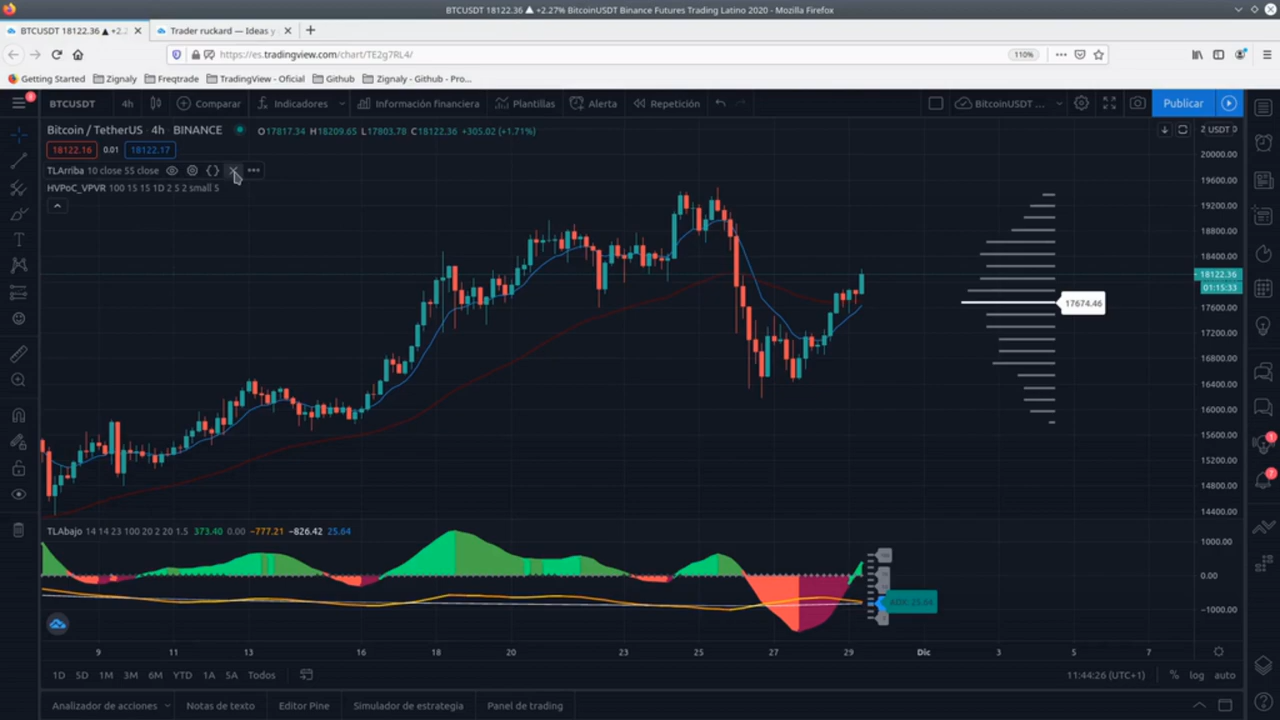 BTCUSDT 18122.36 ▲ +2.27% BitcoinUSDT Binance Futures Trading Latino 2020 - Mozilla Firefox
BTCUSDT 18122.36 ▲ +2.2
Trader ruckard — Ideas y
https://es.tradingview.com/chart/TE2g7RL4/
110%
Getting Started
Zignaly
Freqtrade
TradingView - Oficial
Github
Zignaly - Github - Pro...
8
BTCUSDT
4h
Comparar
Indicadores
Información financiera
Plantillas
Alerta
Repetición
BitcoinUSDT ...
Publicar
Bitcoin / TetherUS · 4h · BINANCE
O17817.34 H18209.65 L17803.78 C18122.36 +305.02 (+1.71%)
2 USDT
18122.16
0.01
18122.17
TLArriba 10 close 55 close
HVPoC_VPVR 100 15 15 1D 2 5 2 small 5
20000.00
19600.00
19200.00
18800.00
18400.00
18122.36
01:15:33
17674.46
17600.00
17200.00
16800.00
16400.00
16000.00
15600.00
15200.00
14800.00
14400.00
1
7
TLAbajo 14 14 23 100 20 2 20 1.5 373.40 0.00 −777.21 −826.42 25.64
1000.00
0.00
−1000.00
ADX: 25.64
9 11 13 16 18 20 23 25 27 29 Dic 3 5 7
1D 5D 1M 3M 6M YTD 1A 5A Todos
11:44:26 (UTC+1)
% log auto
Analizador de acciones
Notas de texto
Editor Pine
Simulador de estrategia
Panel de trading